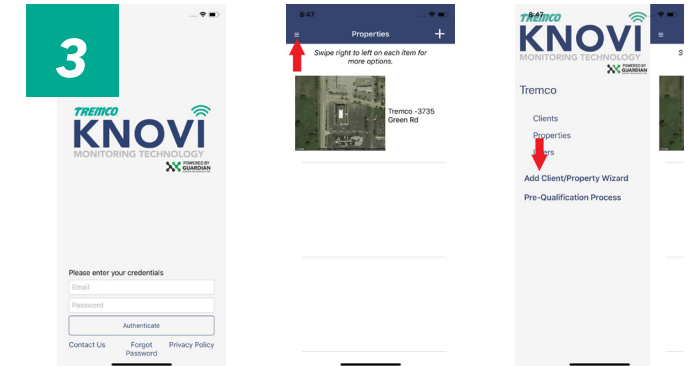 3
TREMCO
KNOVI
MONITORING TECHNOLOGY
POWERED BY
GUARDIAN
Please enter your credentials
Email
Password
Authenticate
Contact Us
Forgot
Password
Privacy Policy
8:47
Properties
Swipe right to left on each item for
more options.
Tremco -3735
Green Rd
8:47
TREMCO
KNOVI
MONITORING TECHNOLOGY
POWERED BY
GUARDIAN
Tremco
Clients
Properties
Add Client/Property Wizard
Pre-Qualification Process
S